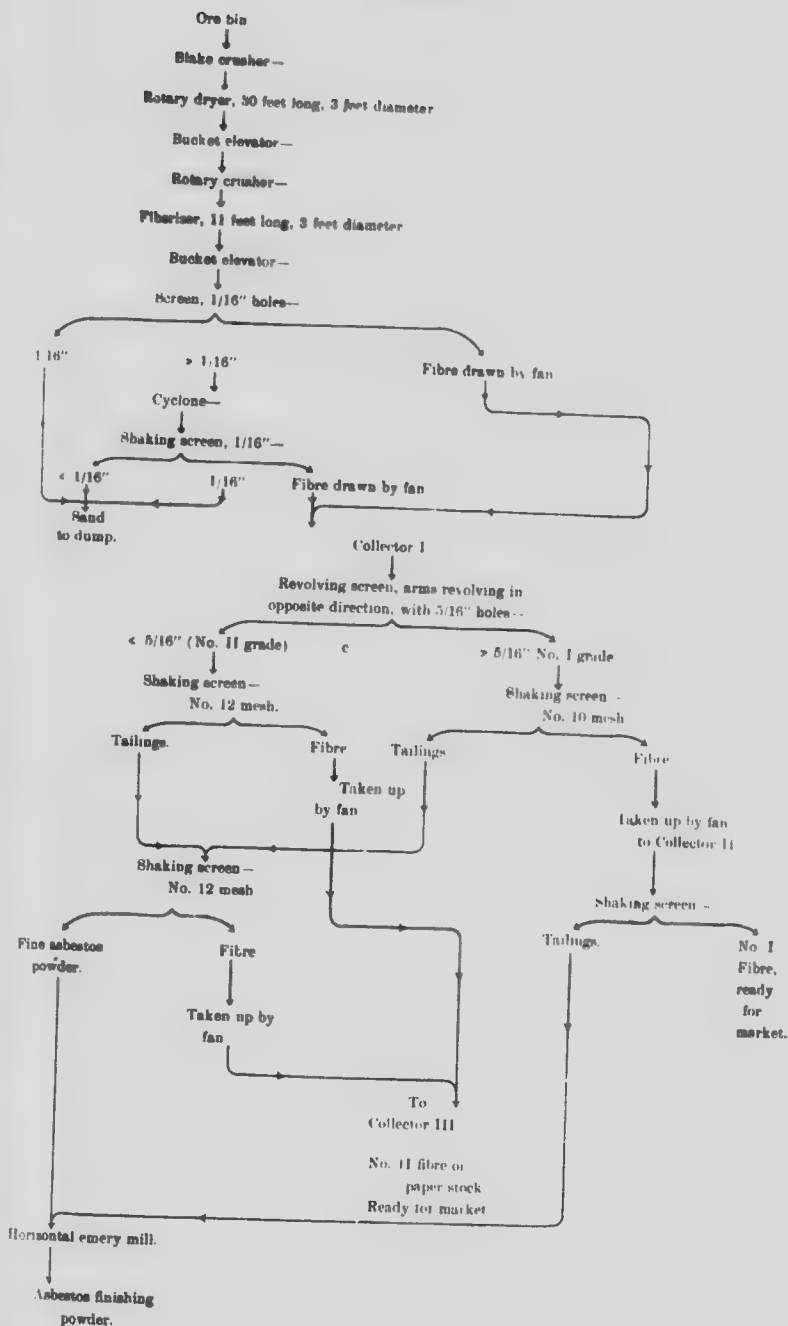 Ore bin
Blake crusher—
Rotary dryer, 30 feet long, 3 feet diameter
Bucket elevator—
Rotary crusher—
Fiberiser, 11 feet long, 3 feet diameter
Bucket elevator—
Screen, 1/16" holes—
1/16"
> 1/16"
Fibre drawn by fan
Cyclone—
Shaking screen, 1/16"—
< 1/16"
1/16"
Fibre drawn by fan
Sand
to dump.
Collector I
Revolving screen, arms revolving in
opposite direction, with 5/16" holes—
< 5/16" (No. II grade)
c
> 5/16" No. I grade
Shaking screen—
No. 12 mesh.
Shaking screen -
No. 10 mesh
Tailings.
Fibre
Tailings
Fibre
Taken up
by fan
Taken up by fan
to Collector II
Shaking screen—
No. 12 mesh
Shaking screen -
Fine asbestos
powder.
Fibre
Tailings.
No. I
Fibre,
ready
for
market.
Taken up by
fan
To
Collector III
No. II fibre or
paper stock
Ready for market
Horizontal emery mill.
Asbestos finishing
powder.